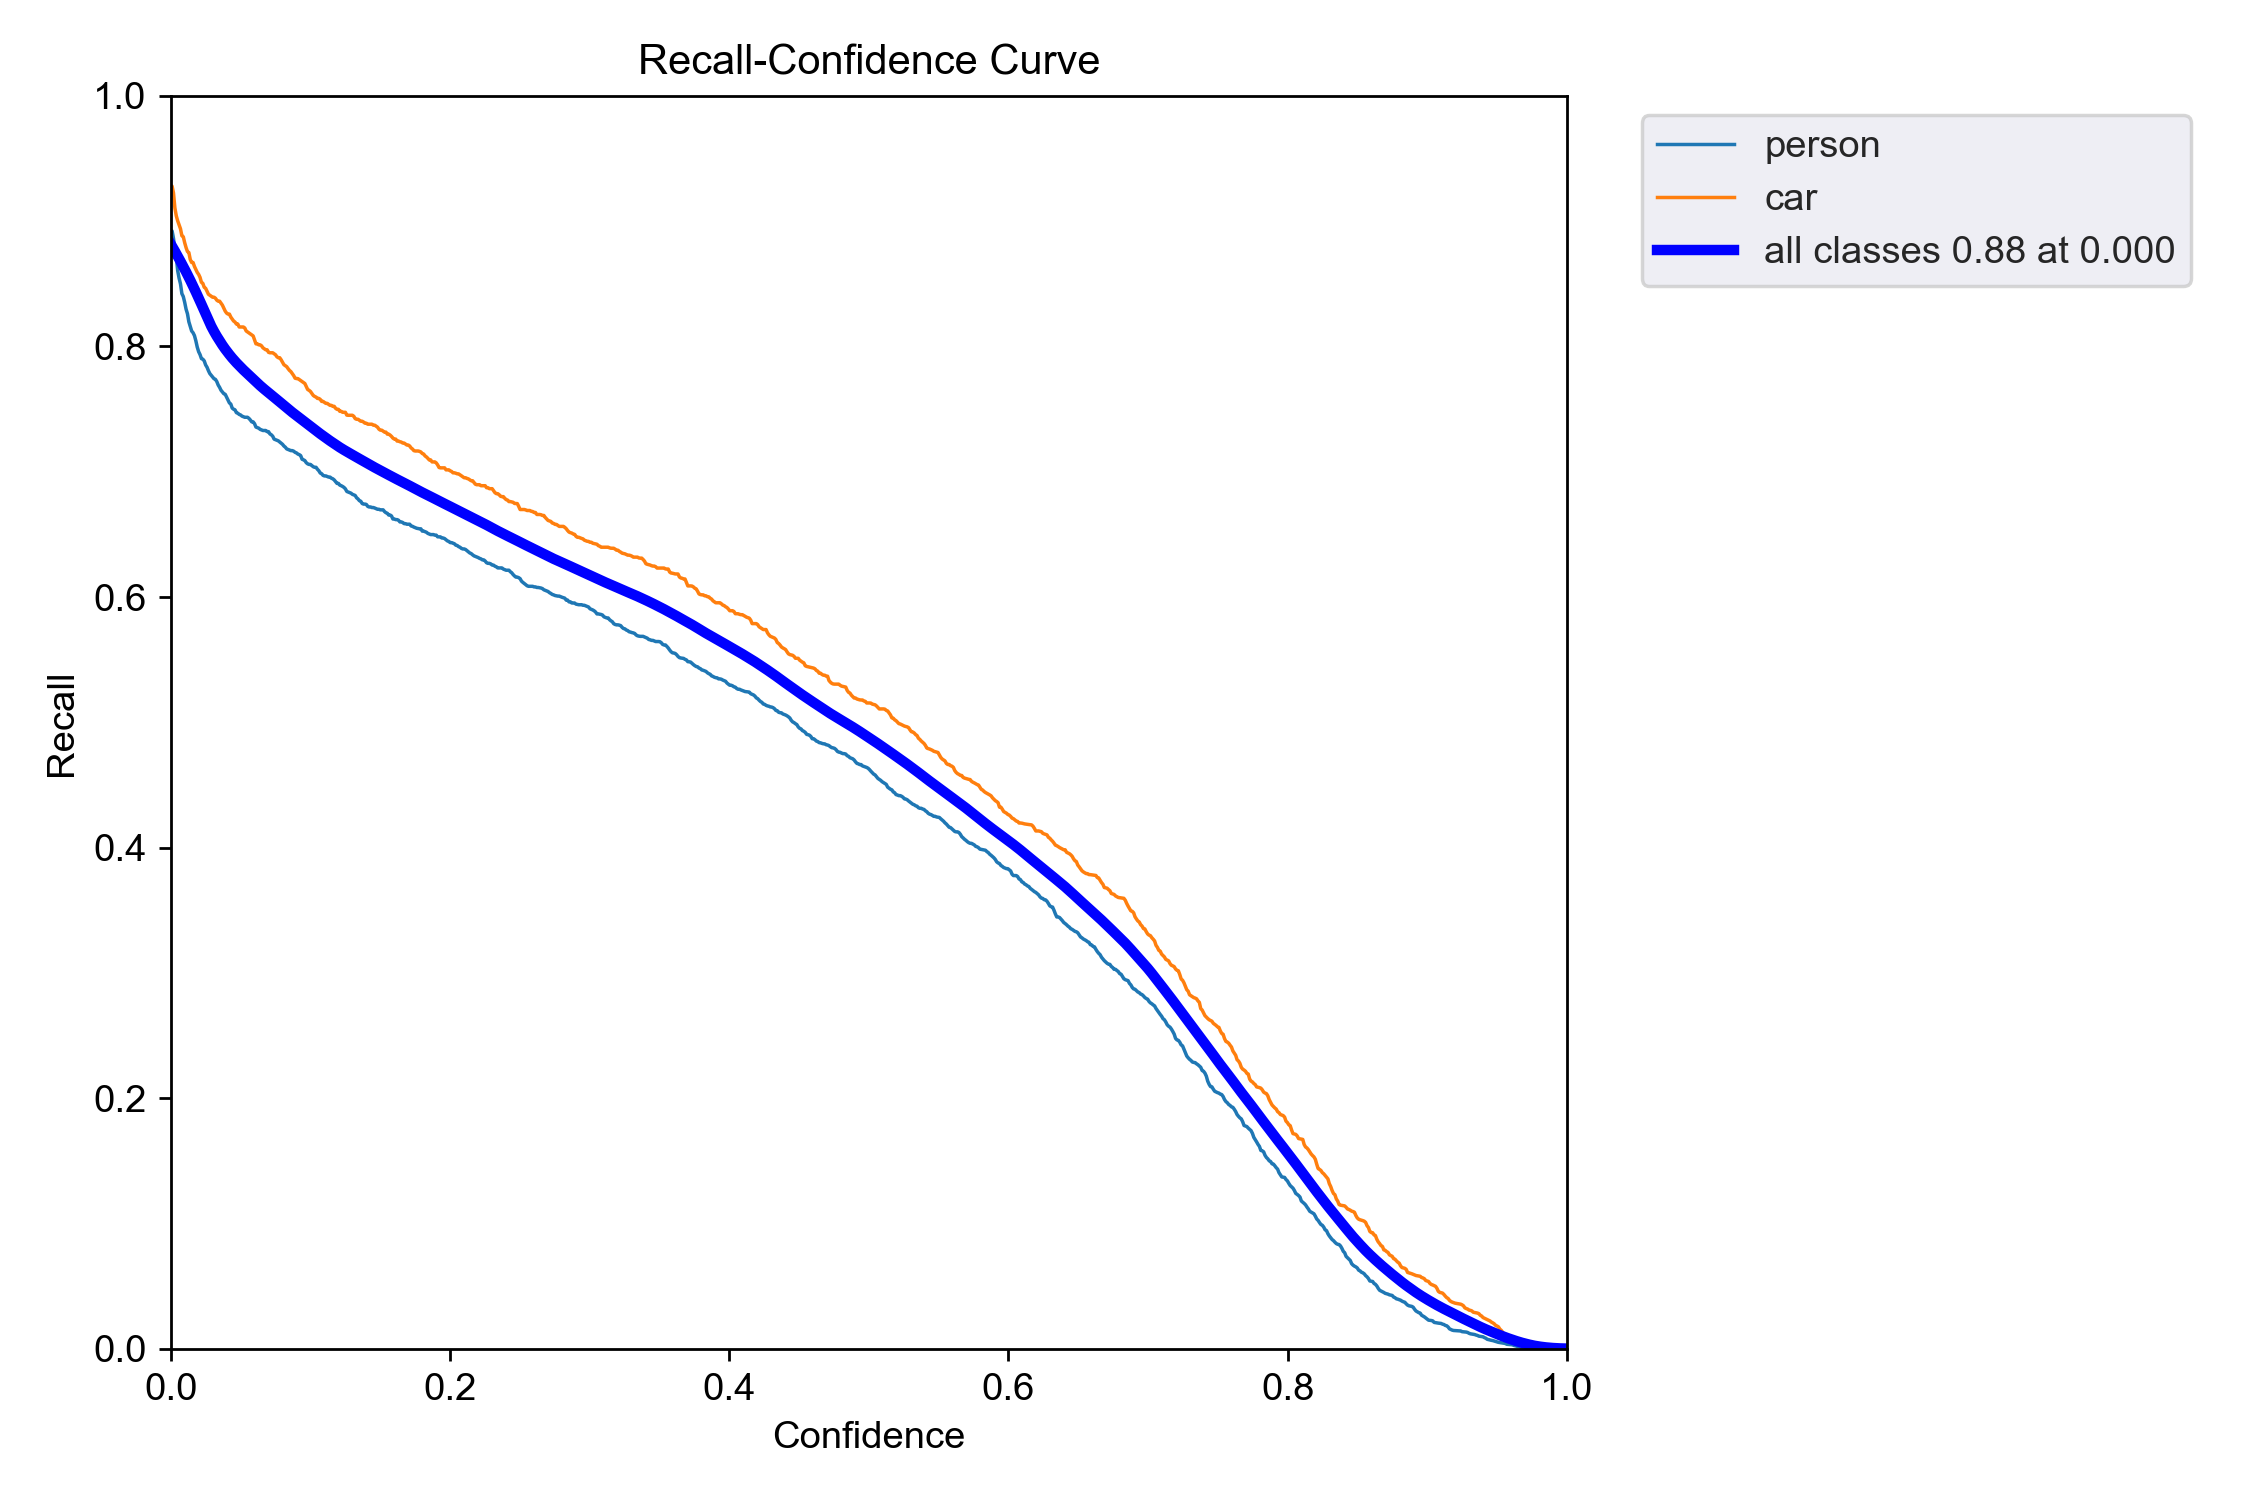 Recall-Confidence Curve
1.0
0.8
0.6
0.4
0.2
0.0
Recall
0.0 0.2 0.4 0.6 0.8 1.0
Confidence
person
car
all classes 0.88 at 0.000